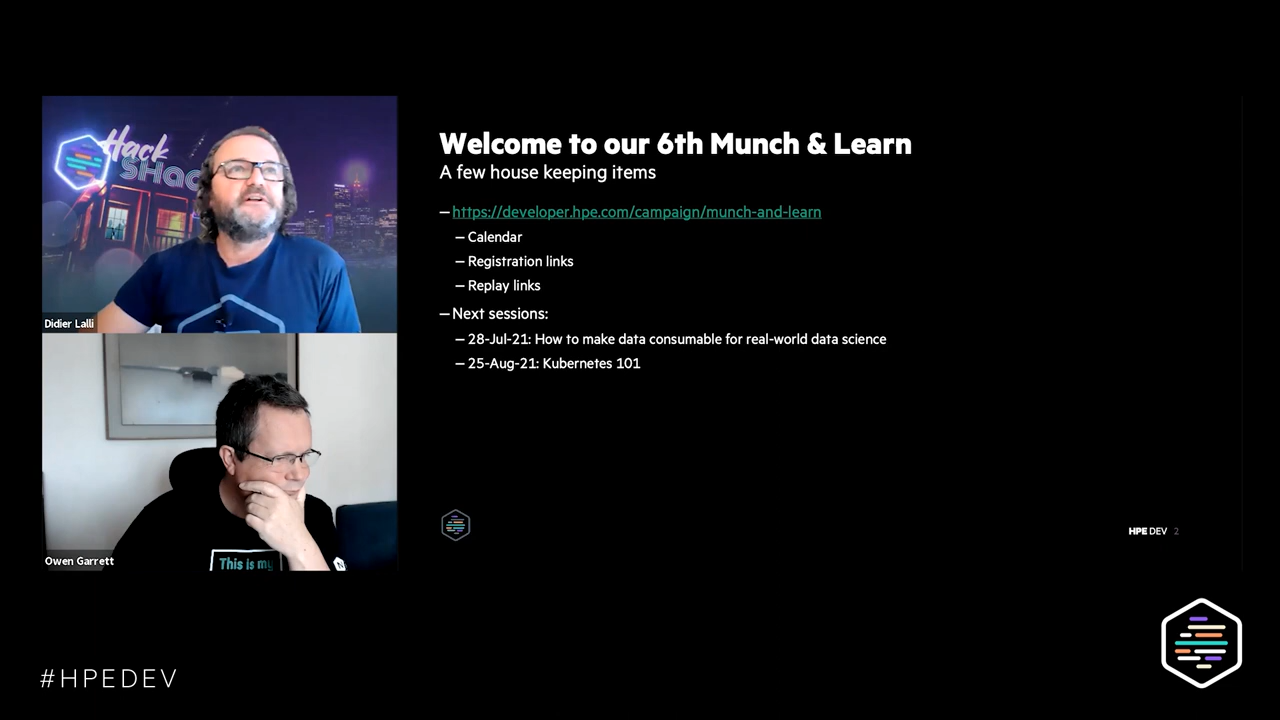 Hack
Shac
Didier Lalli
This is my
Owen Garrett
Welcome to our 6th Munch & Learn
A few house keeping items
– https://developer.hpe.com/campaign/munch-and-learn
– Calendar
– Registration links
– Replay links
– Next sessions:
– 28-Jul-21: How to make data consumable for real-world data science
– 25-Aug-21: Kubernetes 101
HPE DEV 2
#HPEDEV